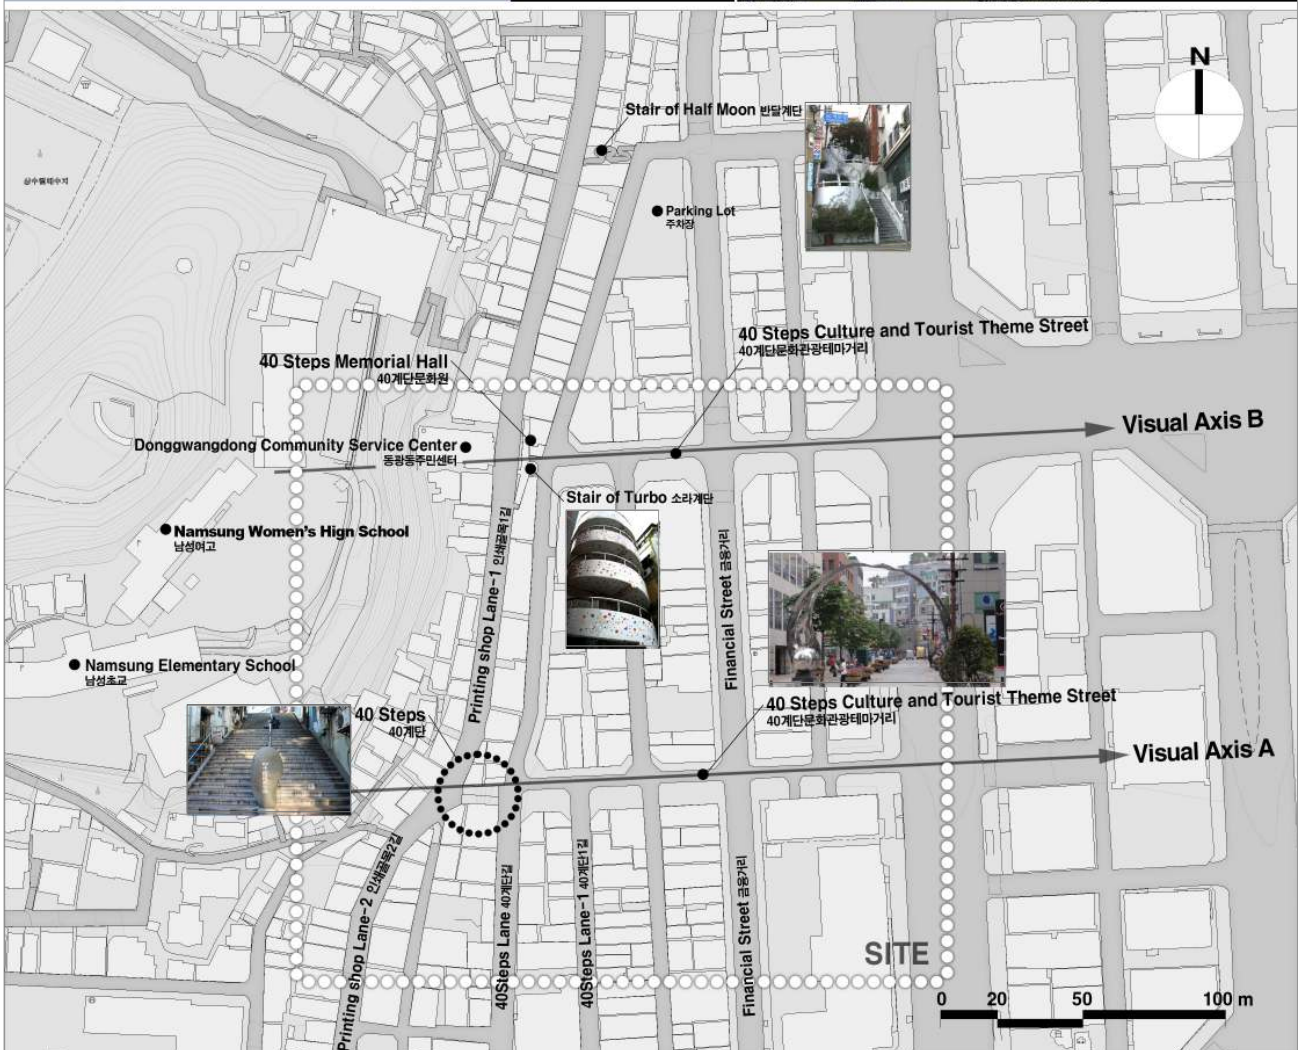 N
Stair of Half Moon 반달계단
Parking Lot
주차장
40 Steps Culture and Tourist Theme Street
40계단문화관광테마거리
40 Steps Memorial Hall
40계단문화원
Visual Axis B
Donggwangdong Community Service Center
동광동주민센터
Stair of Turbo 소라계단
Namsung Women's Hign School
남성여고
Printing shop Lane-1 인쇄골목1길
Financial Street 금융거리
Namsung Elementary School
남성초교
40 Steps
40계단
40 Steps Culture and Tourist Theme Street
40계단문화관광테마거리
Visual Axis A
Printing shop Lane-2 인쇄골목2길
40Steps Lane 40계단길
40Steps Lane-1 40계단1길
Financial Street 금융거리
SITE
0 20 50 100 m